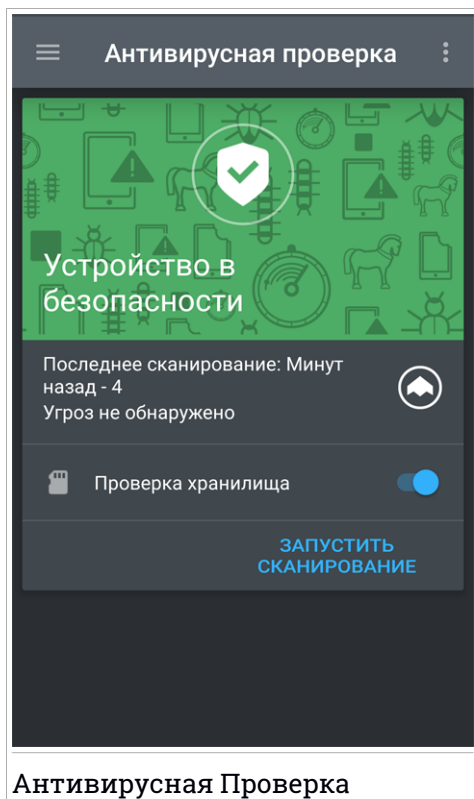 Антивирусная проверка
Устройство в
безопасности
Последнее сканирование: Минут
назад - 4
Угроз не обнаружено
Проверка хранилища
ЗАПУСТИТЬ
СКАНИРОВАНИЕ
Антивирусная Проверка